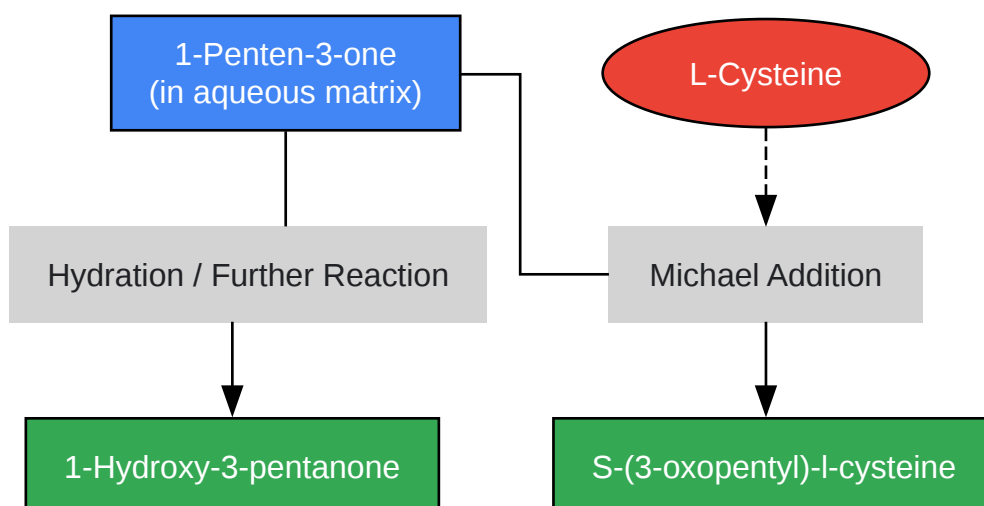 1-Penten-3-one
(in aqueous matrix)
L-Cysteine
Hydration / Further Reaction
Michael Addition
1-Hydroxy-3-pentanone
S-(3-oxopentyl)-l-cysteine